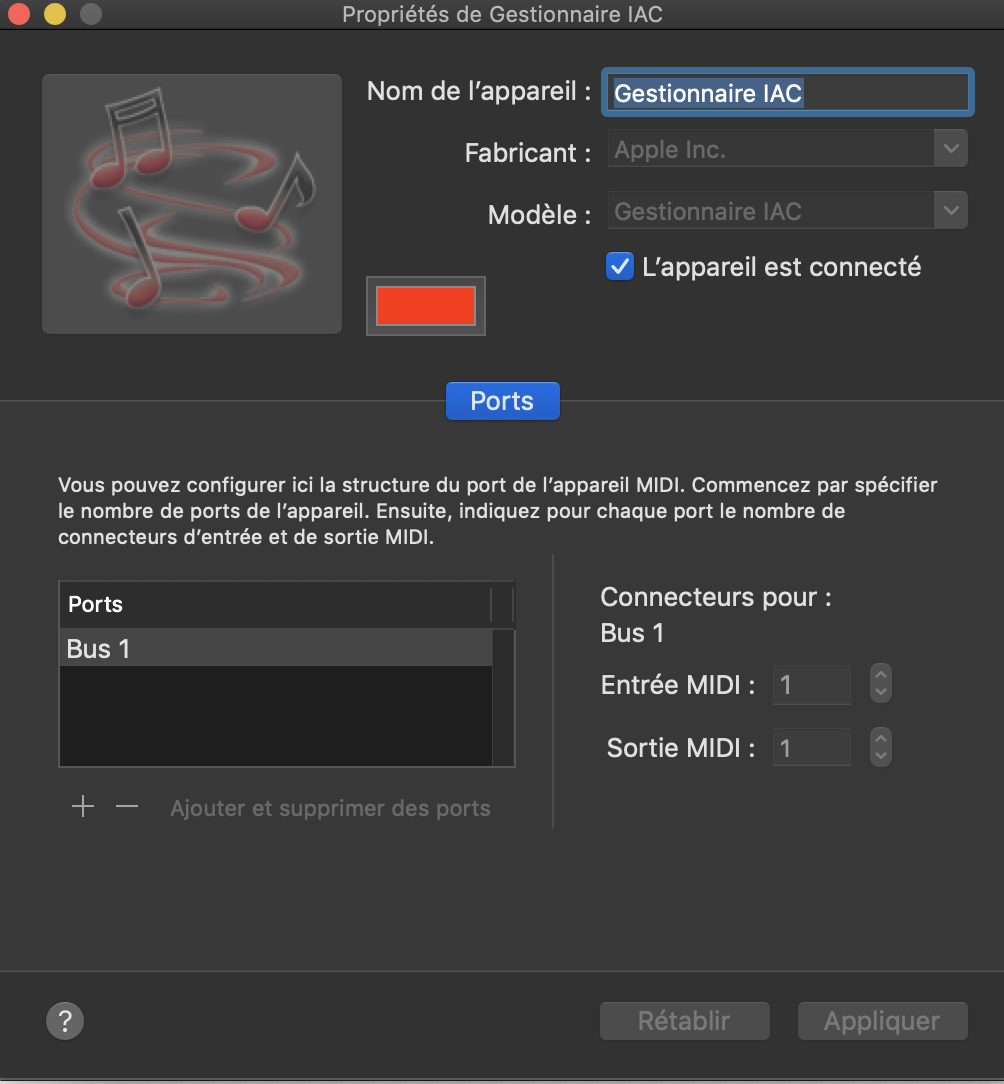 Propriétés de Gestionnaire IAC
Nom de l'appareil : Gestionnaire IAC
Fabricant : Apple Inc.
Modèle : Gestionnaire IAC
L'appareil est connecté
Ports
Vous pouvez configurer ici la structure du port de l'appareil MIDI. Commencez par spécifier
le nombre de ports de l'appareil. Ensuite, indiquez pour chaque port le nombre de
connecteurs d'entrée et de sortie MIDI.
Ports
Bus 1
Ajouter et supprimer des ports
Connecteurs pour :
Bus 1
Entrée MIDI : 1
Sortie MIDI : 1
?
Rétablir
Appliquer